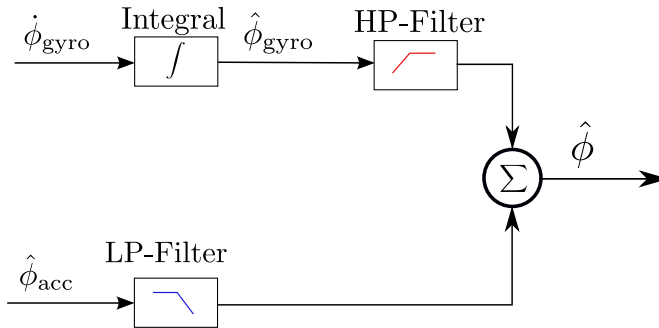 Integral
HP-Filter
ϕ̇_gyro
∫
ϕ̂_gyro
Σ
ϕ̂
LP-Filter
ϕ̂_acc